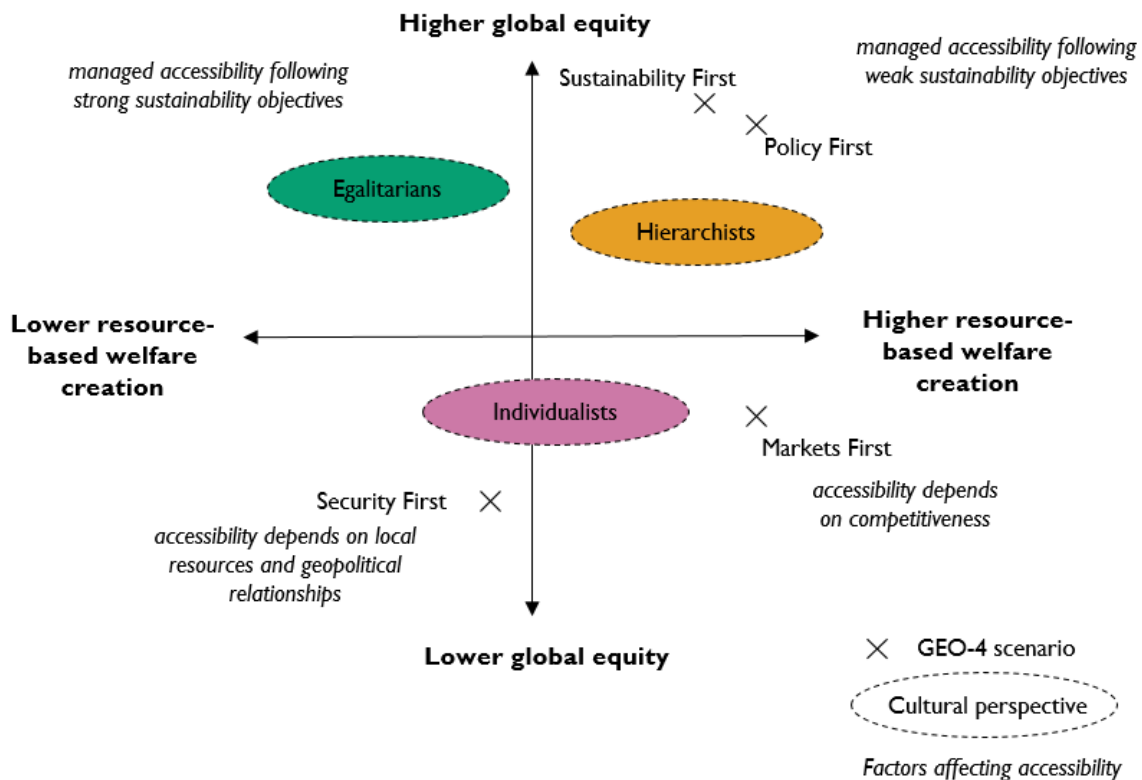 Higher global equity
managed accessibility following
strong sustainability objectives
managed accessibility following
weak sustainability objectives
Sustainability First
Policy First
Egalitarians
Hierarchists
Lower resource-
based welfare
creation
Higher resource-
based welfare
creation
Individualists
Markets First
accessibility depends
on competitiveness
Security First
accessibility depends on local
resources and geopolitical
relationships
Lower global equity
GEO-4 scenario
Cultural perspective
Factors affecting accessibility